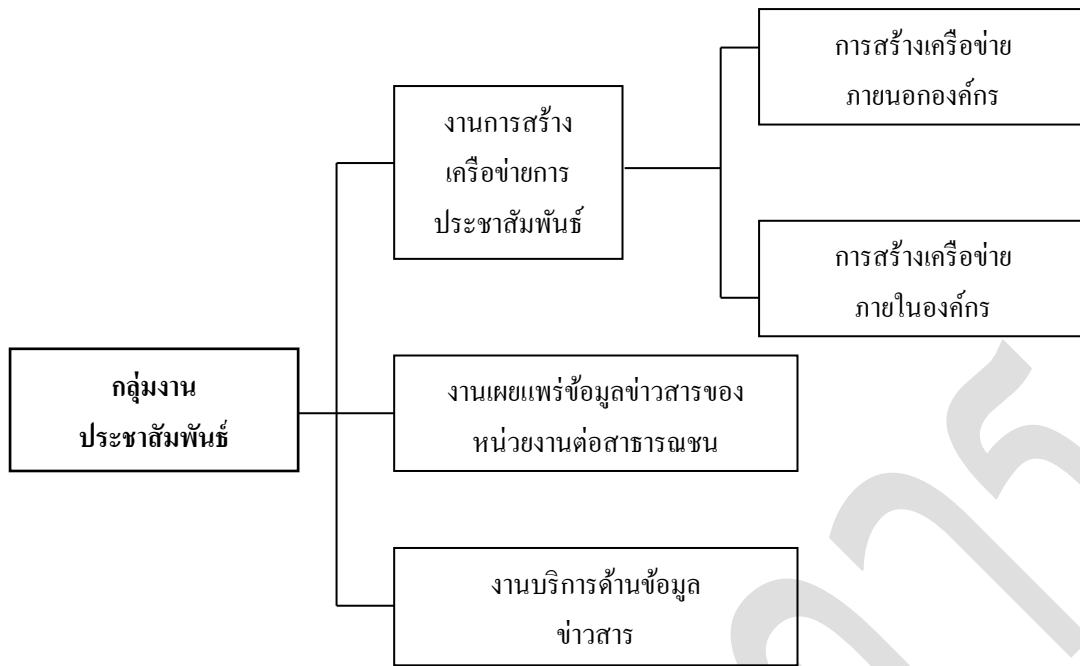 การสร้างเครือข่าย
ภายนอกองค์กร
งานการสร้าง
เครือข่ายการ
ประชาสัมพันธ์
การสร้างเครือข่าย
ภายในองค์กร
กลุ่มงาน
ประชาสัมพันธ์
งานเผยแพร่ข้อมูลข่าวสารของ
หน่วยงานต่อสาธารณชน
งานบริการด้านข้อมูล
ข่าวสาร